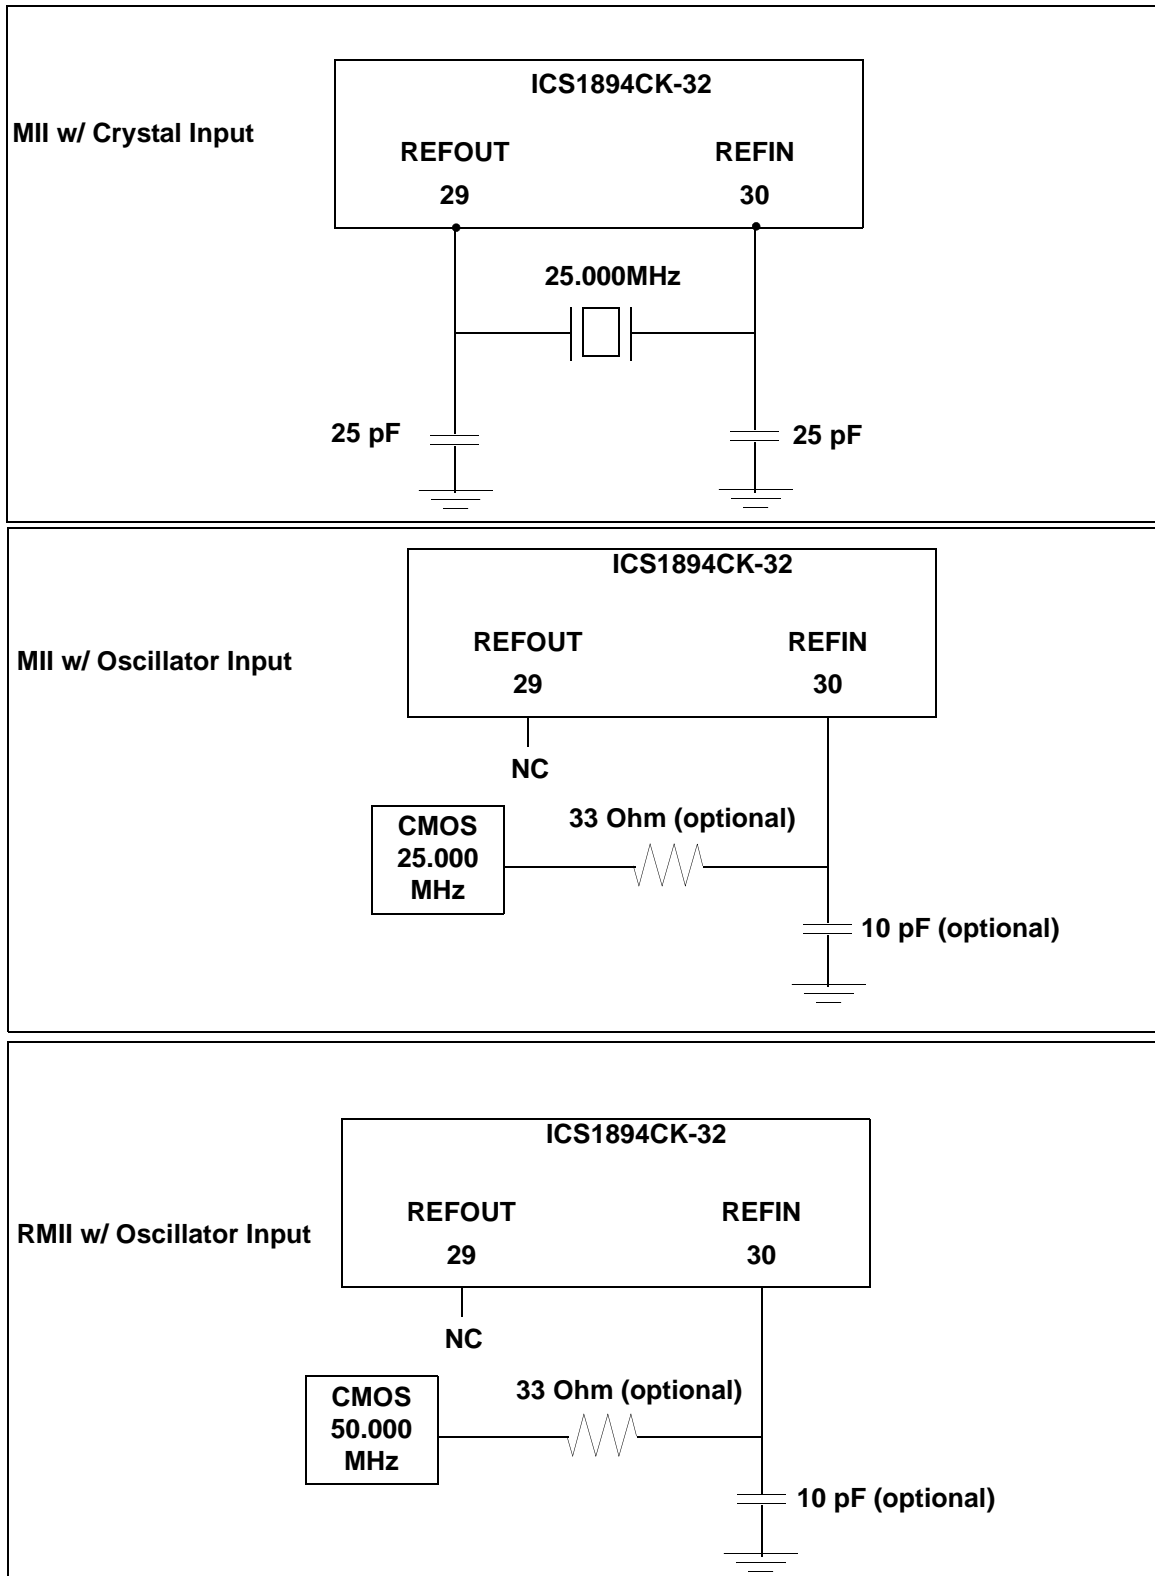 ICS1894CK-32
MII w/ Crystal Input
REFOUT
REFIN
29
30
25.000MHz
25 pF
25 pF
ICS1894CK-32
MII w/ Oscillator Input
REFOUT
REFIN
29
30
NC
33 Ohm (optional)
CMOS
25.000
MHz
10 pF (optional)
ICS1894CK-32
RMII w/ Oscillator Input
REFOUT
REFIN
29
30
NC
33 Ohm (optional)
CMOS
50.000
MHz
10 pF (optional)